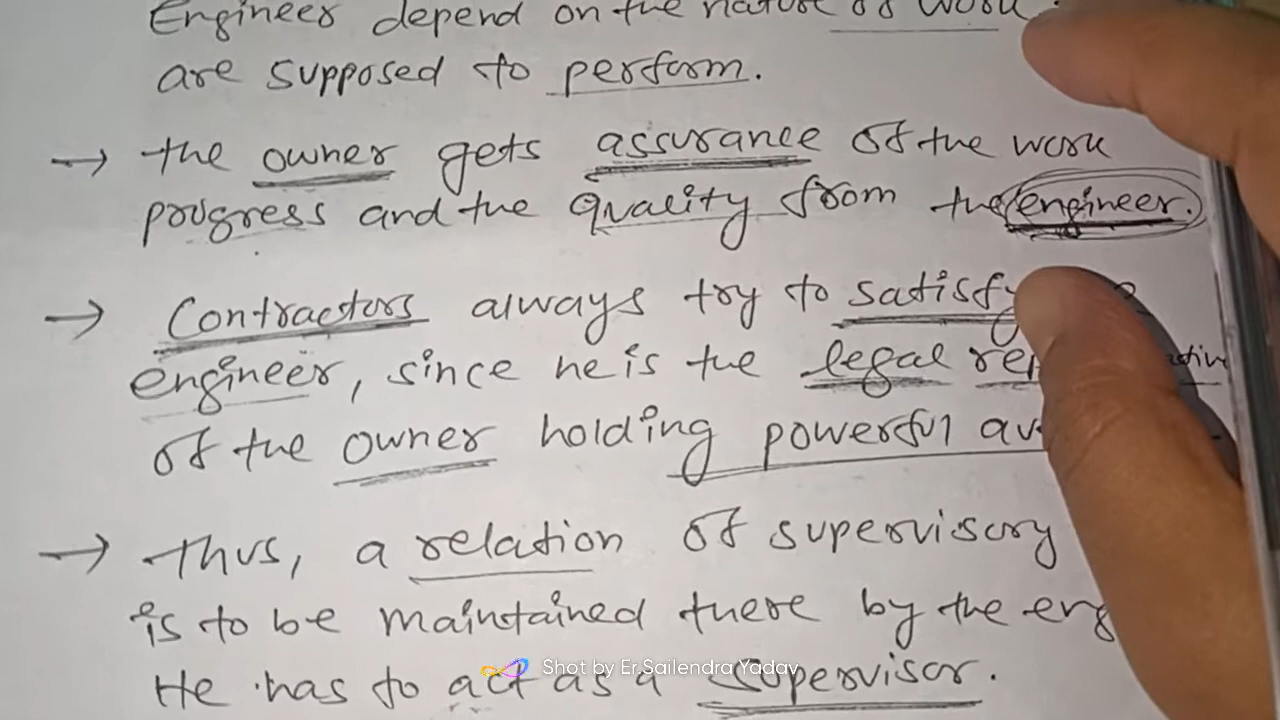 Engineer depend on the nature of work
are supposed to perform.
→ the owner gets assurance of the work
progress and the quality from the engineer.
→ Contractors always try to satisfy
engineer, since he is the legal
of the owner holding powerful
→ Thus, a relation of supervisory
is to be maintained there by the
He has to act as a supervisor.
Shot by Er.Sailendra Yadav